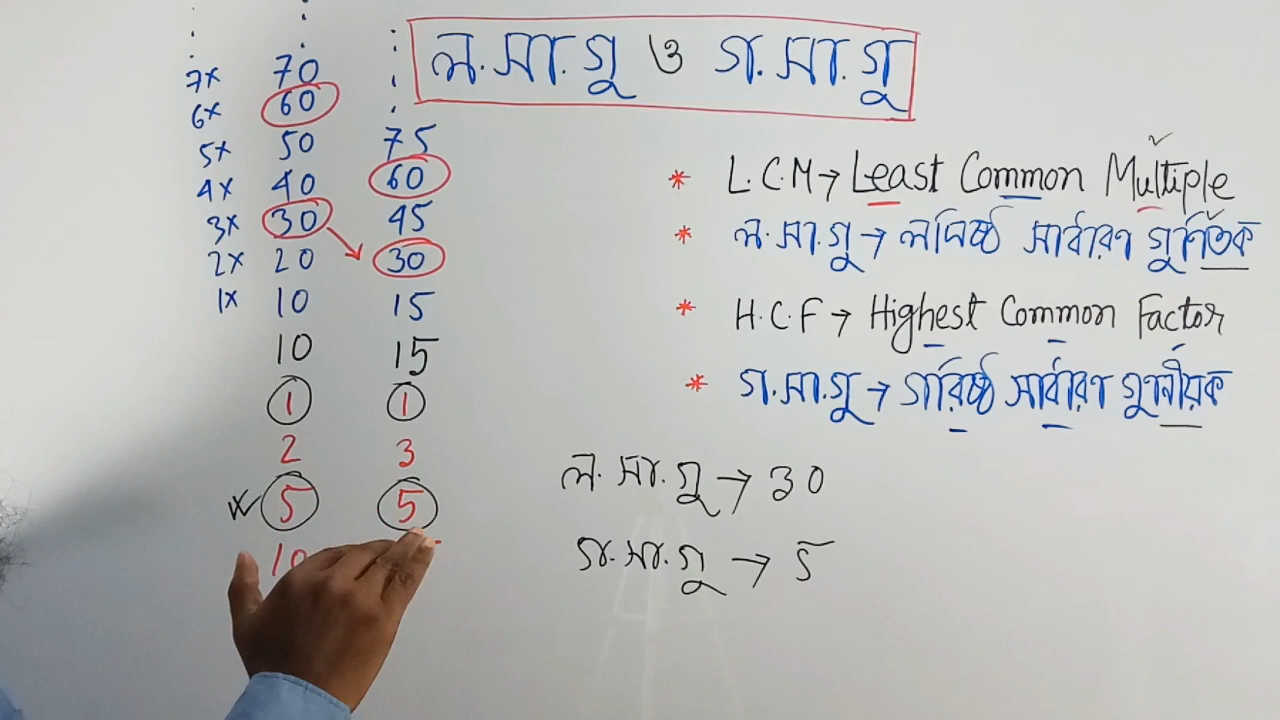 ল.সা.গু ও গ.সা.গু
7x 70
6x 60
5x 50 75
4x 40 60
3x 30 45
2x 20 30
1x 10 15
10 15
1 1
2 3
5 5
10
* L.C.M → Least Common Multiple
* ল.সা.গু → লঘিষ্ঠ সাধারণ গুণিতক
* H.C.F → Highest Common Factor
* গ.সা.গু → গরিষ্ঠ সাধারণ গুণনীয়ক
ল.সা.গু → 30
গ.সা.গু → 5